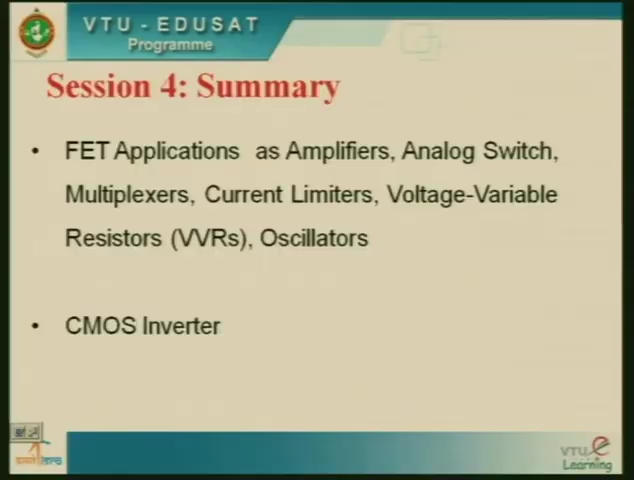 VTU - EDUSAT
Programme
Session 4: Summary
• FET Applications as Amplifiers, Analog Switch,
Multiplexers, Current Limiters, Voltage-Variable
Resistors (VVRs), Oscillators
• CMOS Inverter
VTU e
Learning